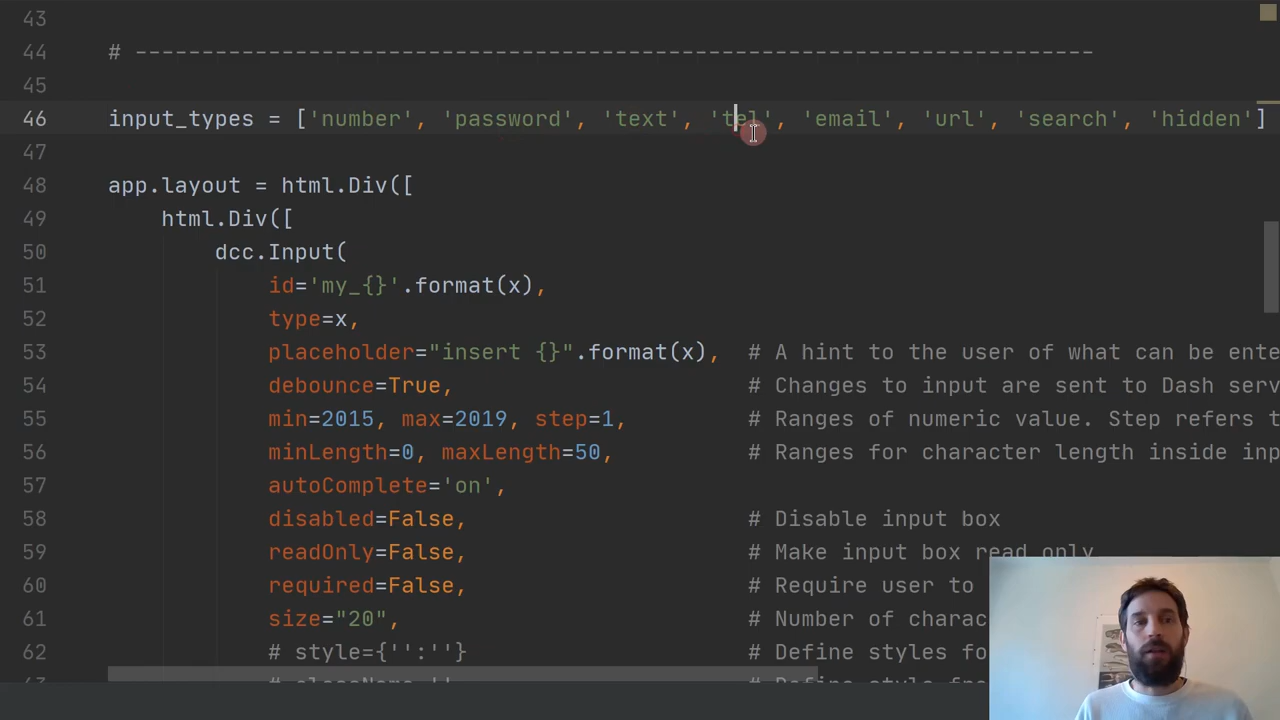 43
44 # ------------------------------------------------------------------------
45
46 input_types = ['number', 'password', 'text', 'tel', 'email', 'url', 'search', 'hidden']
47
48 app.layout = html.Div([
49 html.Div([
50 dcc.Input(
51 id='my_{}'.format(x),
52 type=x,
53 placeholder="insert {}".format(x), # A hint to the user of what can be ente
54 debounce=True, # Changes to input are sent to Dash serv
55 min=2015, max=2019, step=1, # Ranges of numeric value. Step refers t
56 minLength=0, maxLength=50, # Ranges for character length inside inp
57 autoComplete='on',
58 disabled=False, # Disable input box
59 readOnly=False, # Make input box read only
60 required=False, # Require user to
61 size="20", # Number of charac
62 # style={'':''} # Define styles fo